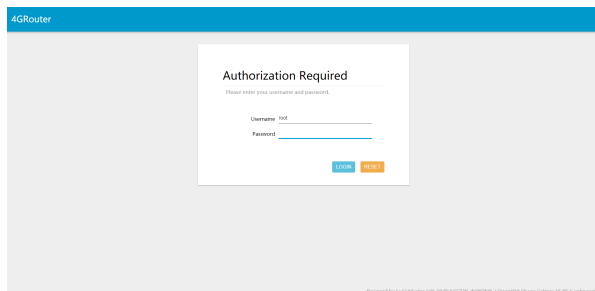 4GRouter
Authorization Required
Please enter your username and password.
Username root
Password
LOGIN RESET